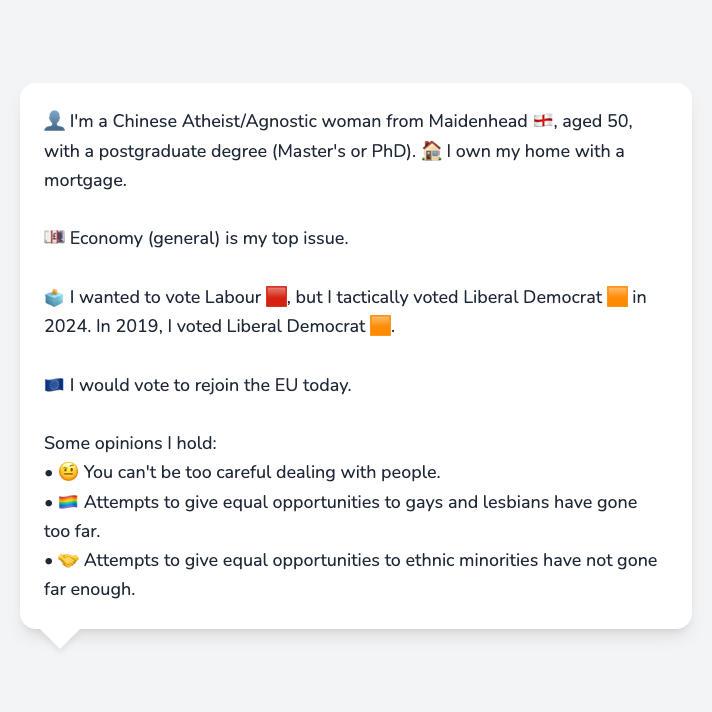 👤 I'm a Chinese Atheist/Agnostic woman from Maidenhead 🏴󠁧󠁢󠁥󠁮󠁧󠁿, aged 50,
with a postgraduate degree (Master's or PhD). 🏠 I own my home with a
mortgage.
💷 Economy (general) is my top issue.
🗳️ I wanted to vote Labour 🟥, but I tactically voted Liberal Democrat 🟧 in
2024. In 2019, I voted Liberal Democrat 🟧.
🇪🇺 I would vote to rejoin the EU today.
Some opinions I hold:
• 🤨 You can't be too careful dealing with people.
• 🏳️‍🌈 Attempts to give equal opportunities to gays and lesbians have gone
too far.
• 🤝 Attempts to give equal opportunities to ethnic minorities have not gone
far enough.